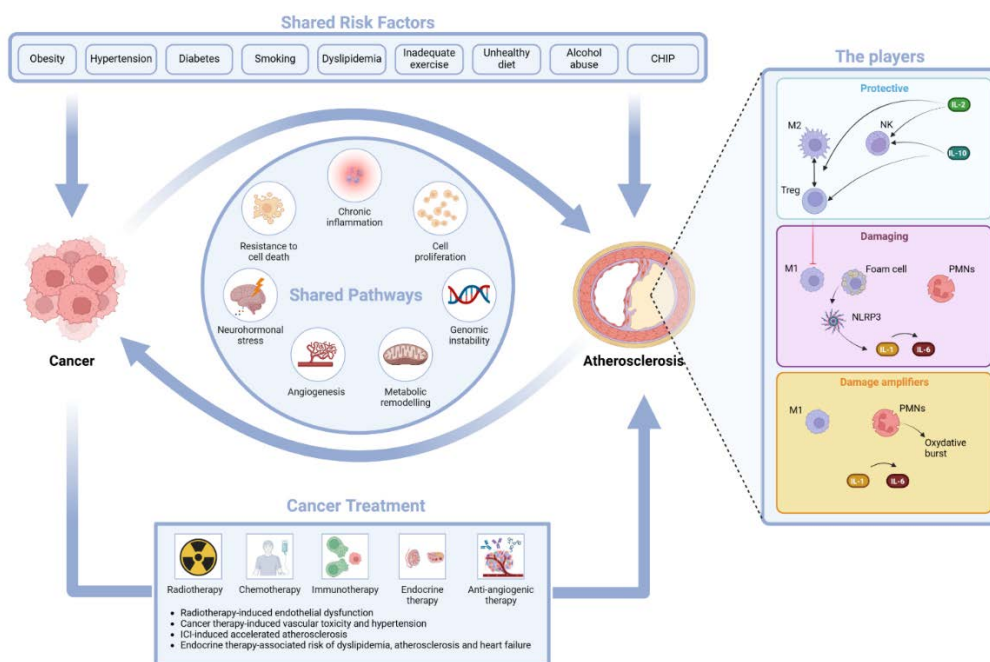 Shared Risk Factors
Obesity
Hypertension
Diabetes
Smoking
Dyslipidemia
Inadequate
exercise
Unhealthy
diet
Alcohol
abuse
CHIP
Cancer
Shared Pathways
Chronic
inflammation
Cell
proliferation
Genomic
instability
Metabolic
remodelling
Angiogenesis
Neurohormonal
stress
Resistance to
cell death
Atherosclerosis
Cancer Treatment
Radiotherapy
Chemotherapy
Immunotherapy
Endocrine
therapy
Anti-angiogenic
therapy
• Radiotherapy-induced endothelial dysfunction
• Cancer therapy-induced vascular toxicity and hypertension
• ICI-induced accelerated atherosclerosis
• Endocrine therapy-associated risk of dyslipidemia, atherosclerosis and heart failure
The players
Protective
IL-2
M2
NK
IL-10
Treg
Damaging
M1
Foam cell
PMNs
NLRP3
IL-1
IL-6
Damage amplifiers
M1
PMNs
Oxydative
burst
IL-1
IL-6